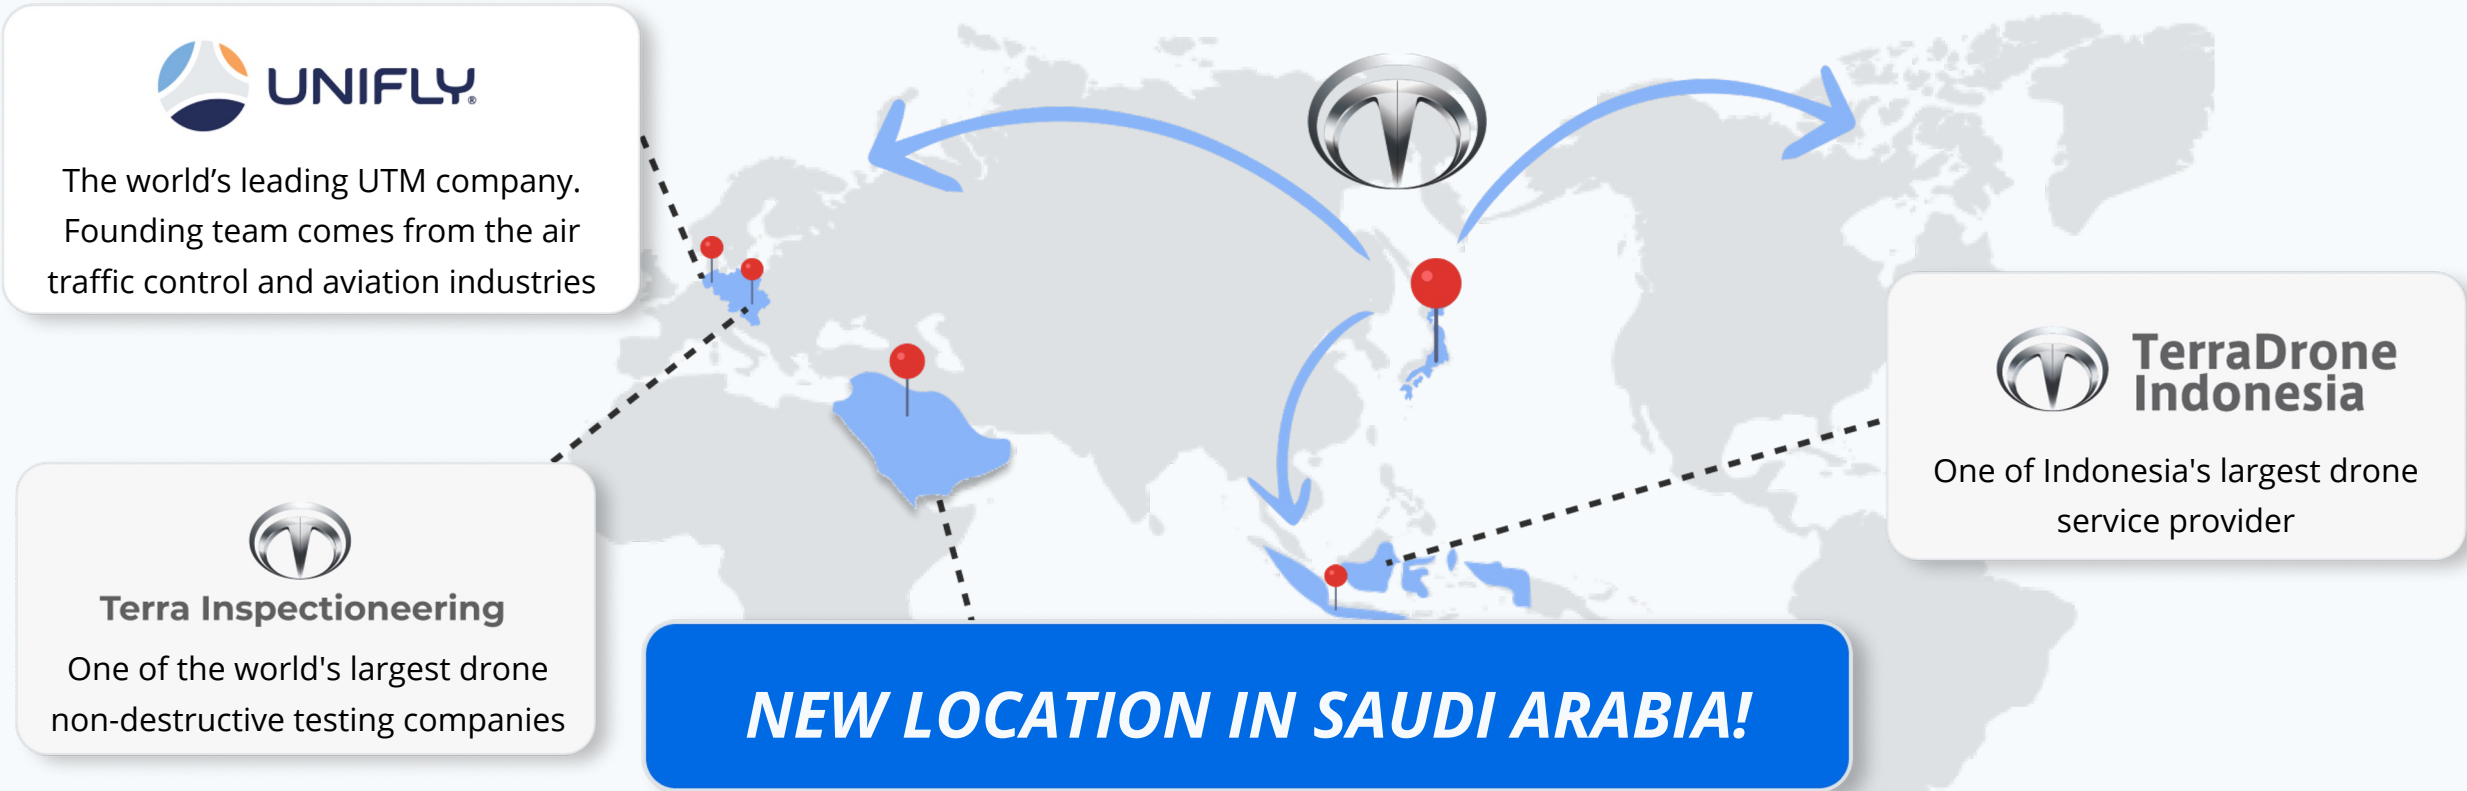 UNIFLY®
The world’s leading UTM company.
Founding team comes from the air
traffic control and aviation industries
TerraDrone
Indonesia
One of Indonesia's largest drone
service provider
Terra Inspectioneering
One of the world's largest drone
non-destructive testing companies
NEW LOCATION IN SAUDI ARABIA!